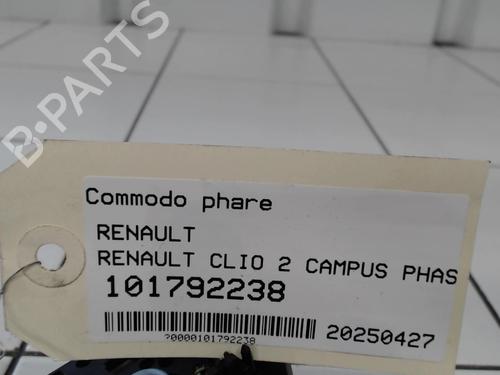 B-PARTS
Commodo phare
RENAULT
RENAULT CLIO 2 CAMPUS PHAS
101792238
?0000101792238
20250427